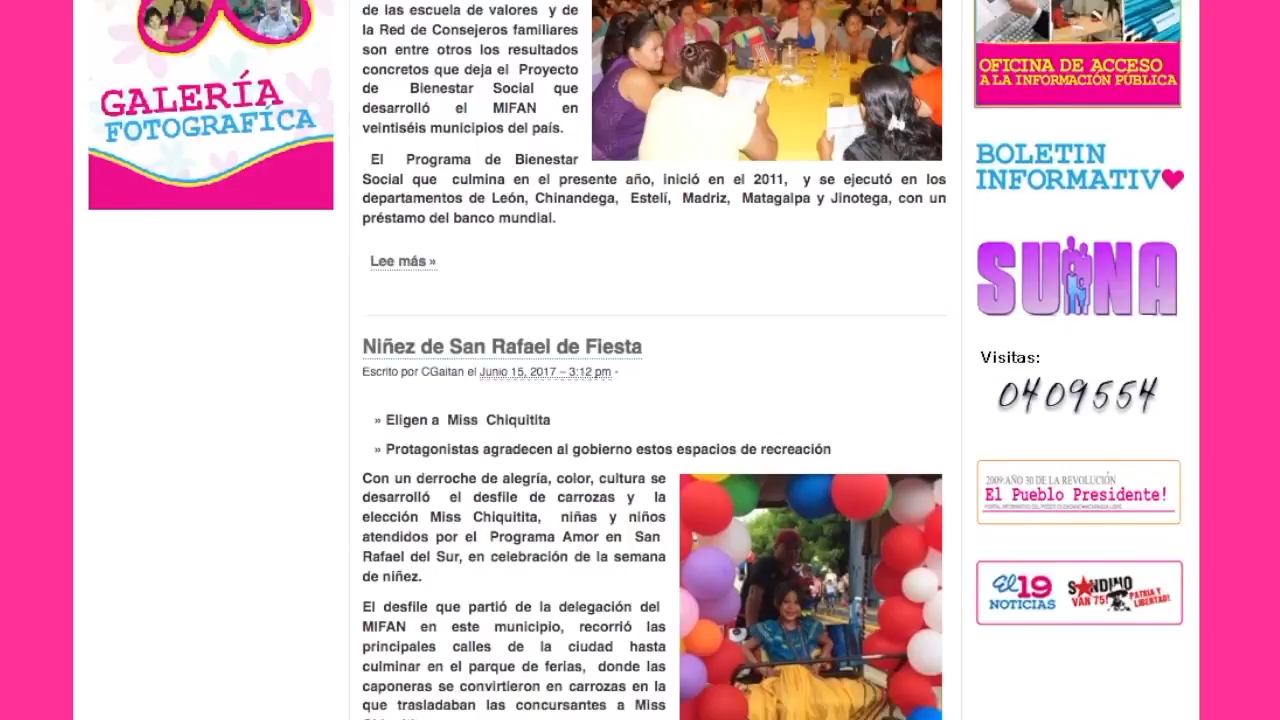 GALERÍA
FOTOGRAFÍCA
de las escuela de valores y de
la Red de Consejeros familiares
son entre otros los resultados
concretos que deja el Proyecto
de Bienestar Social que
desarrolló el MIFAN en
veintiséis municipios del país.
El Programa de Bienestar
Social que culmina en el presente año, inició en el 2011, y se ejecutó en los
departamentos de León, Chinandega, Estelí, Madriz, Matagalpa y Jinotega, con un
préstamo del banco mundial.
Lee más »
Niñez de San Rafael de Fiesta
Escrito por CGaitan el Junio 15, 2017 – 3:12 pm -
» Eligen a Miss Chiquitita
» Protagonistas agradecen al gobierno estos espacios de recreación
Con un derroche de alegría, color, cultura se
desarrolló el desfile de carrozas y la
elección Miss Chiquitita, niñas y niños
atendidos por el Programa Amor en San
Rafael del Sur, en celebración de la semana
de niñez.
El desfile que partió de la delegación del
MIFAN en este municipio, recorrió las
principales calles de la ciudad hasta
culminar en el parque de ferias, donde las
caponeras se convirtieron en carrozas en la
que trasladaban las concursantes a Miss
OFICINA DE ACCESO
A LA INFORMACIÓN PÚBLICA
BOLETIN
INFORMATIV
SUNA
Visitas:
0409554
2009: AÑO 30 DE LA REVOLUCIÓN
El Pueblo Presidente!
El 19
NOTICIAS
SANDINO
VAN 75!
PATRIA Y
LIBERTAD!